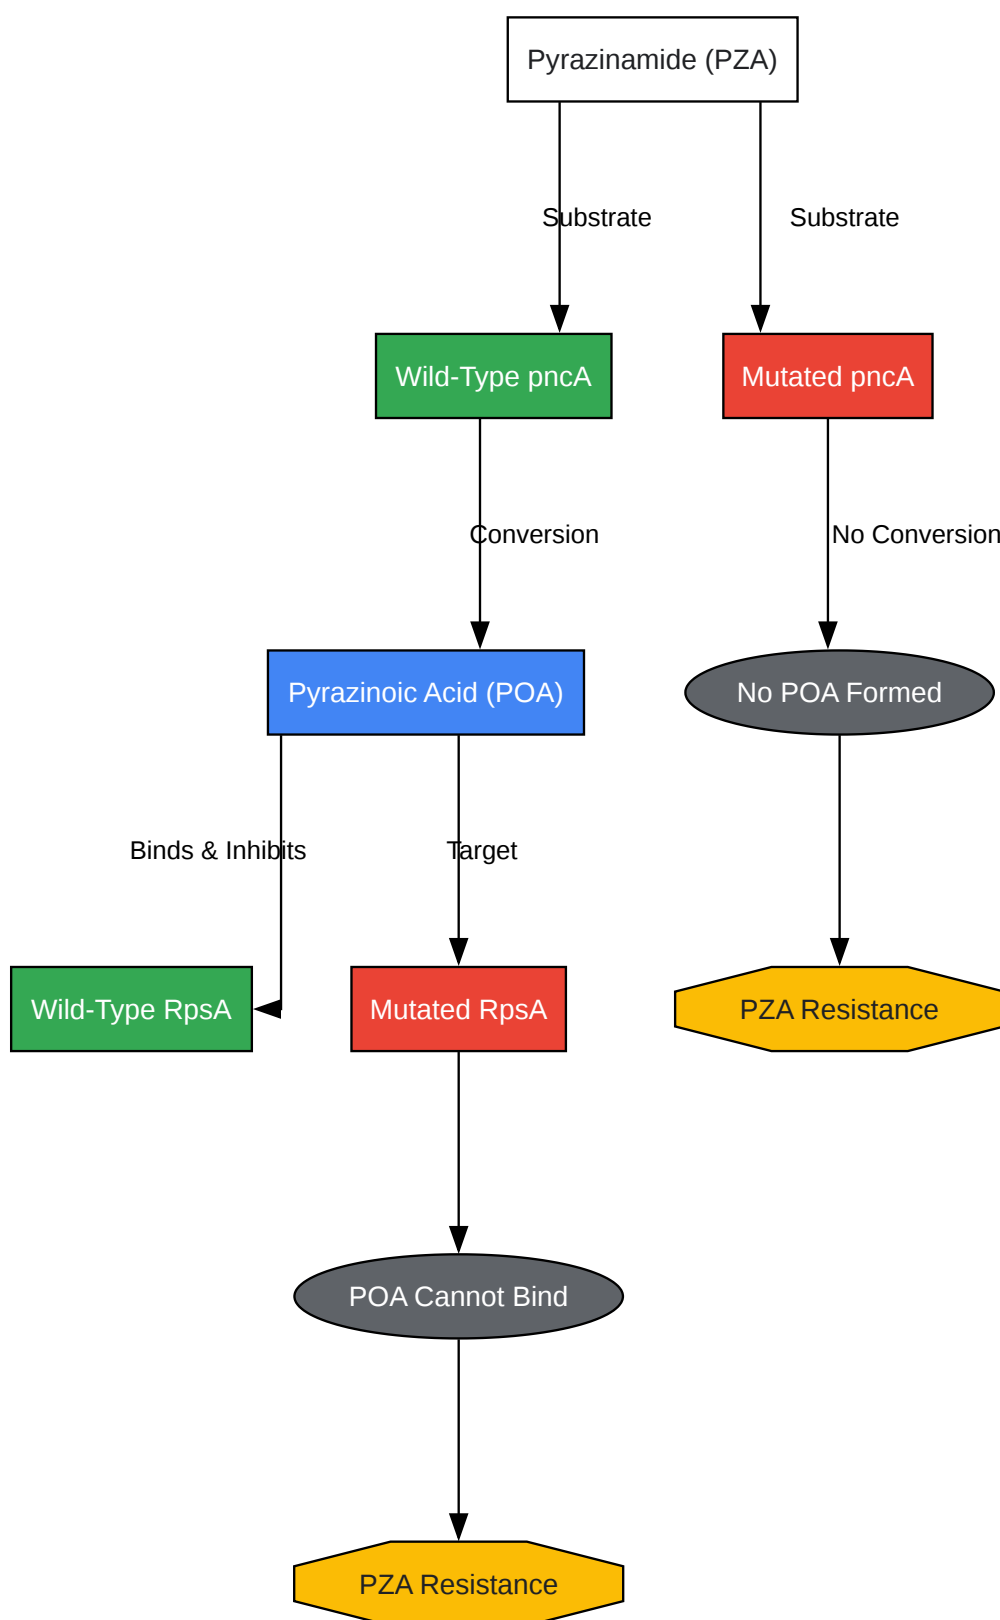 Pyrazinamide (PZA)
Substrate
Substrate
Wild-Type pncA
Mutated pncA
Conversion
No Conversion
Pyrazinoic Acid (POA)
No POA Formed
Binds & Inhibits
Target
Wild-Type RpsA
Mutated RpsA
PZA Resistance
POA Cannot Bind
PZA Resistance